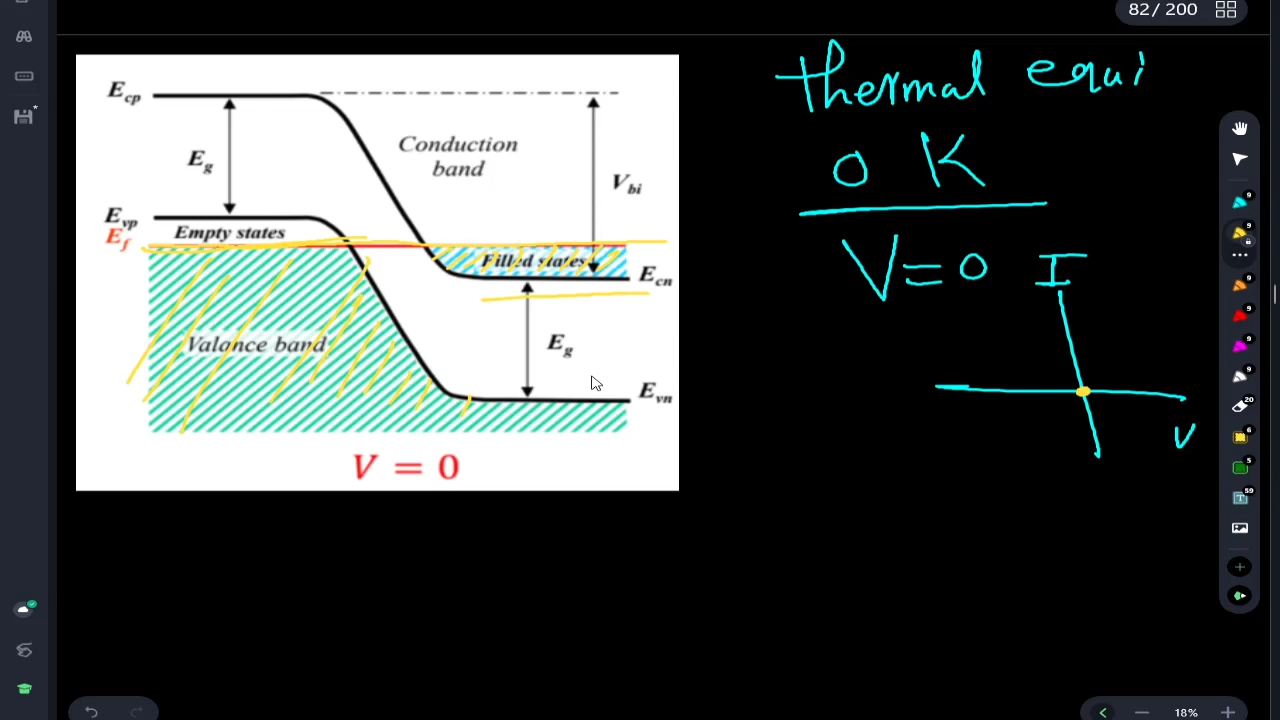 82/ 200
thermal equi
0 K
V=0 I
V
E_cp
Conduction
band
E_g
V_bi
E_vp
E_f
Empty states
Filled states
E_cn
Valance band
E_g
E_vn
V = 0
18%